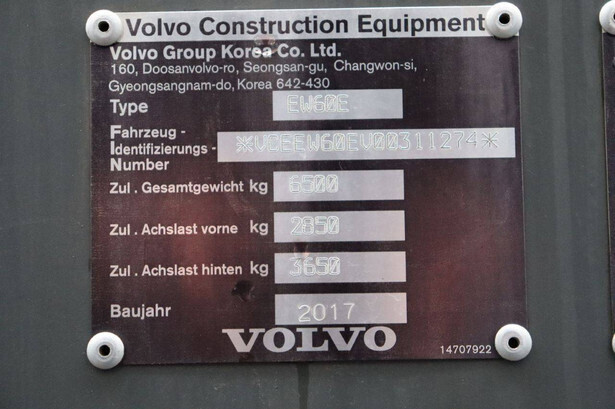 Volvo Construction Equipment
Volvo Group Korea Co. Ltd.
160, Doosanvolvo-ro, Seongsan-gu, Changwon-si,
Gyeongsangnam-do, Korea 642-430
Type EW60E
Fahrzeug -
Identifizierungs - *VCEEW60EV00311274*
Number
Zul . Gesamtgewicht kg 6500
Zul . Achslast vorne kg 2850
Zul . Achslast hinten kg 3650
Baujahr 2017
VOLVO
14707922